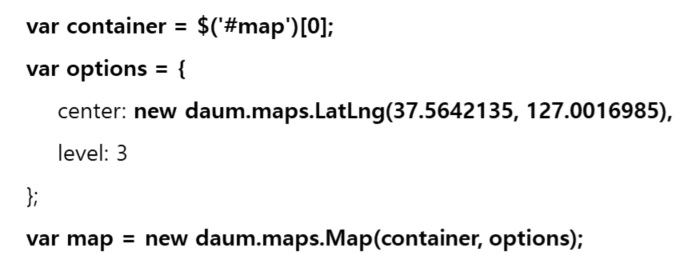 var container = $('#map')[0];
var options = {
center: new daum.maps.LatLng(37.5642135, 127.0016985),
level: 3
};
var map = new daum.maps.Map(container, options);